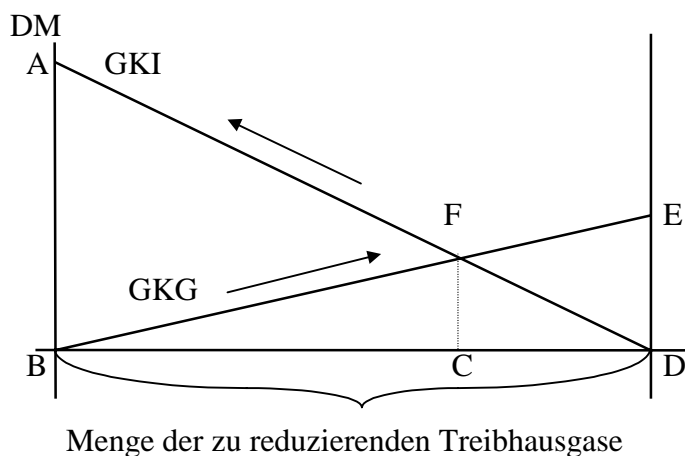 DM
A GKI
F E
GKG
B C D
Menge der zu reduzierenden Treibhausgase